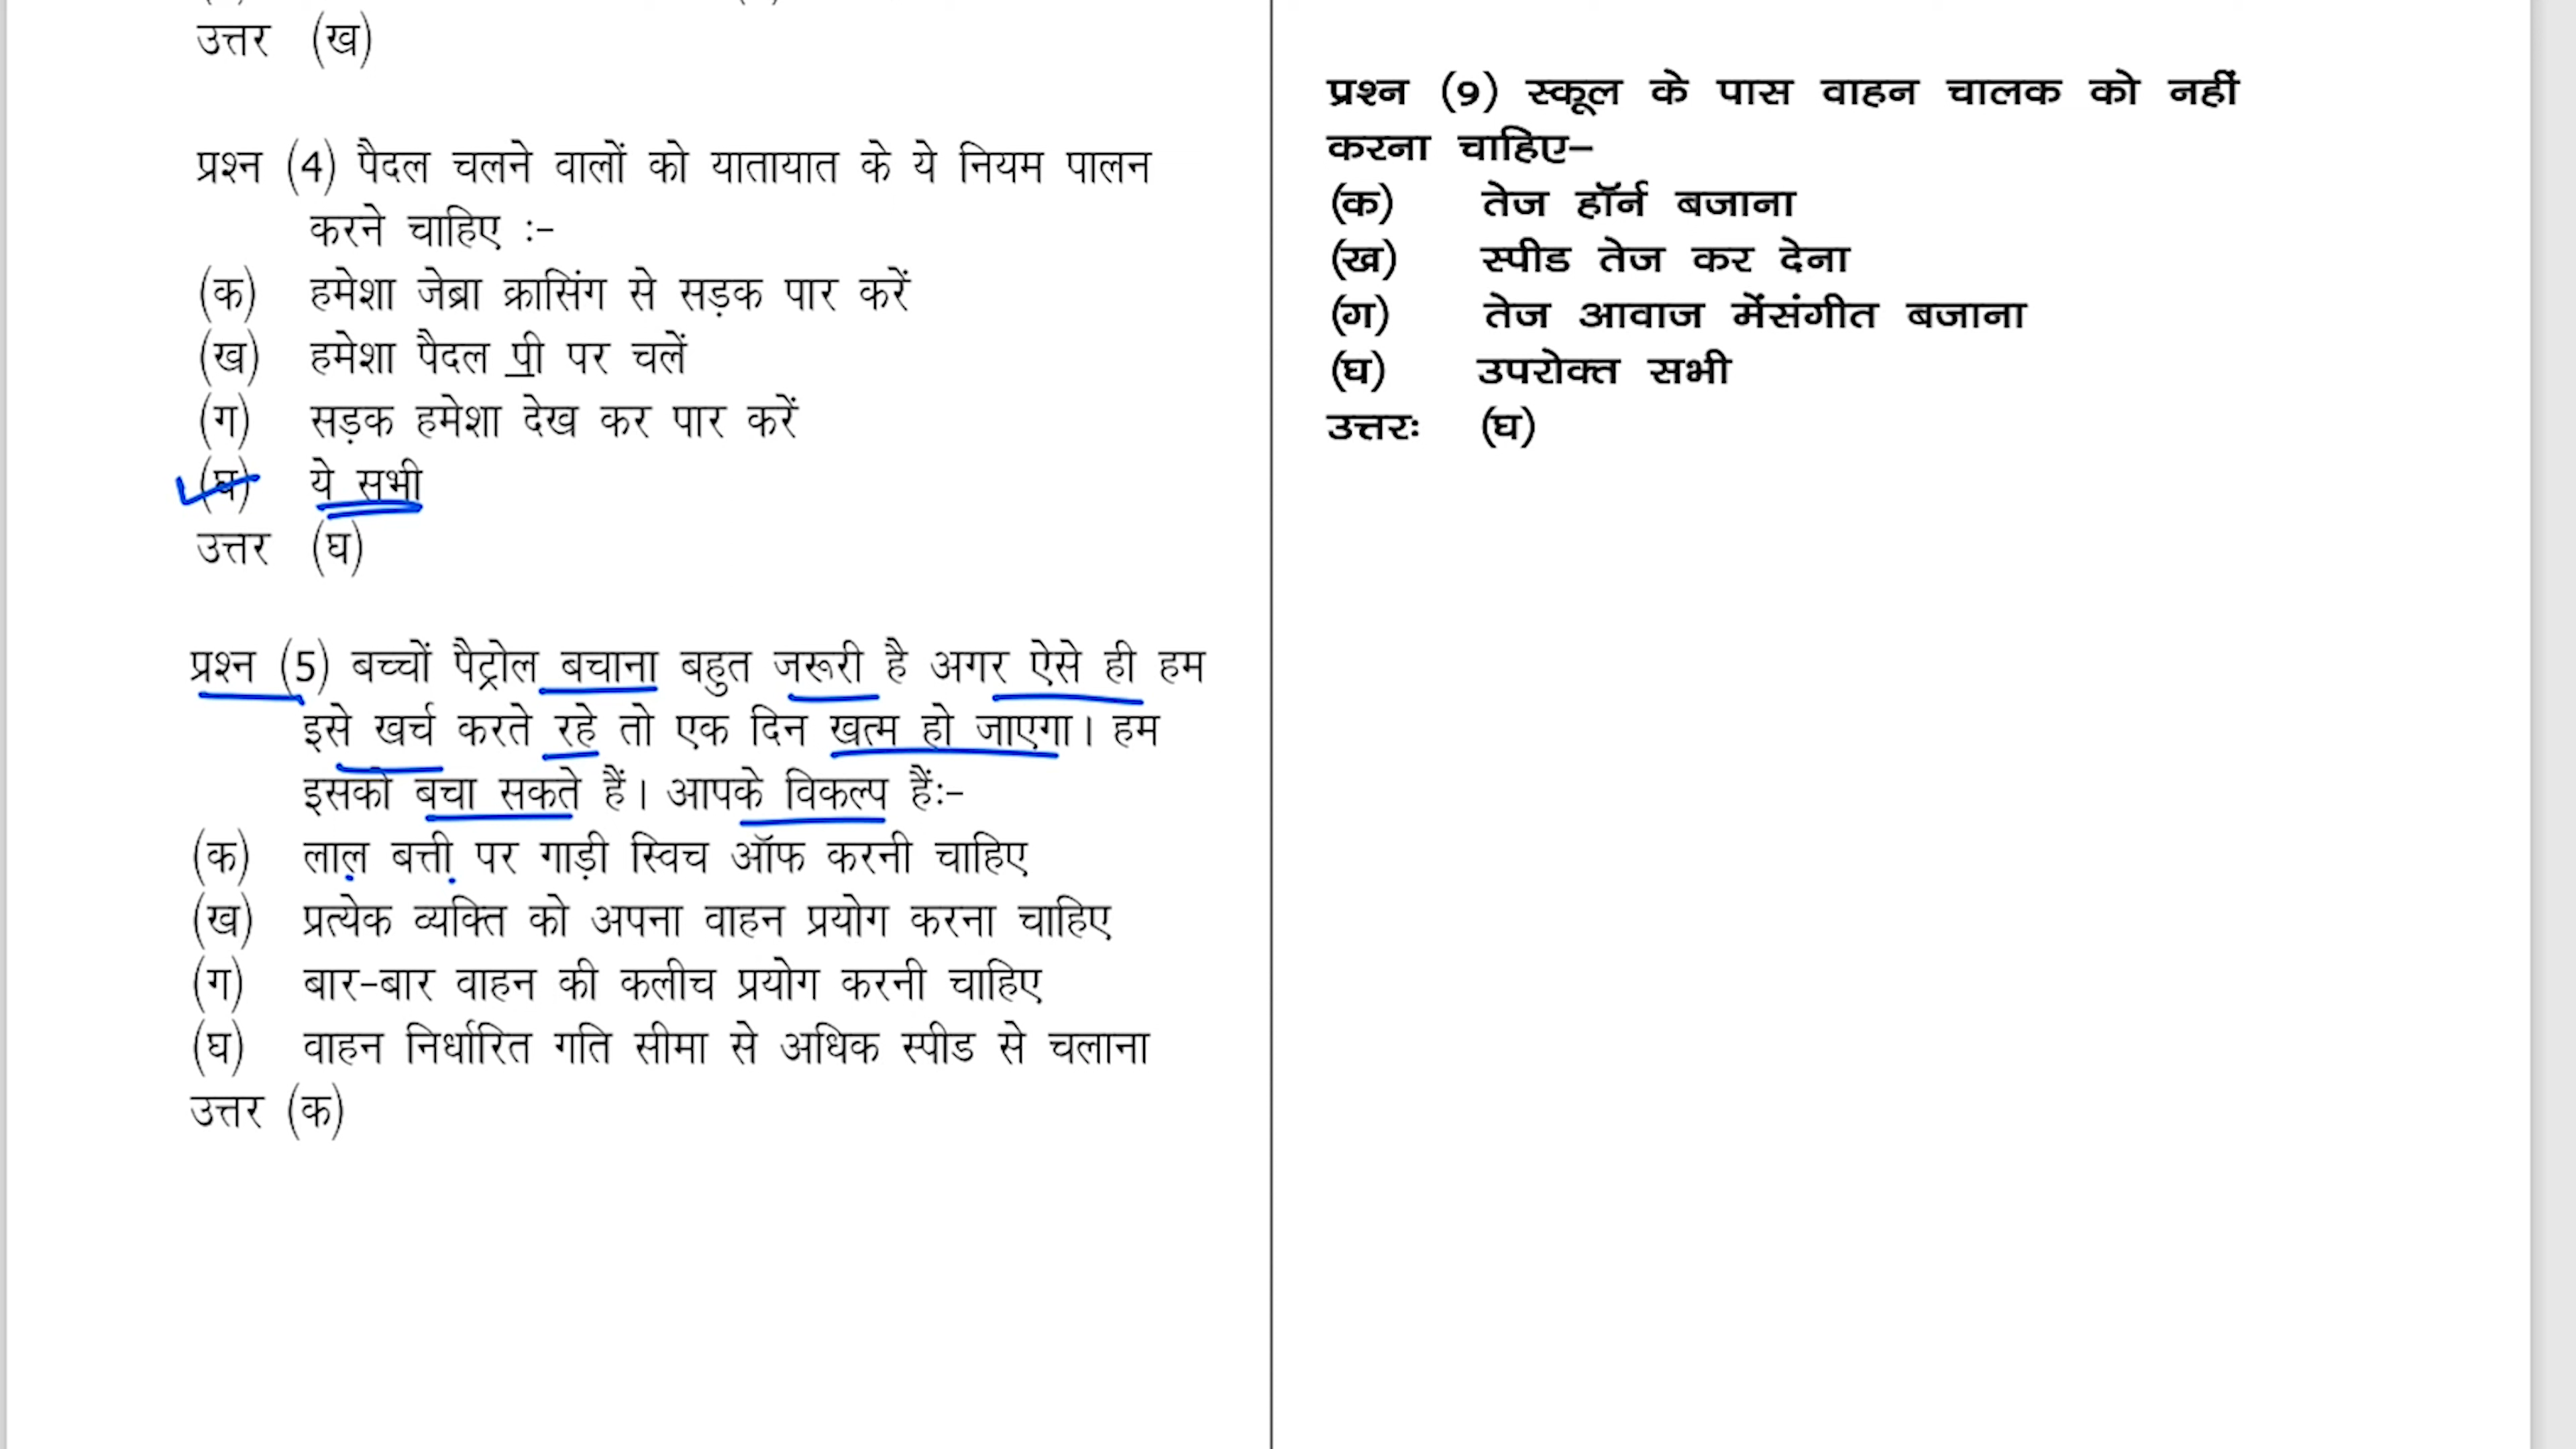 उत्तर (ख)
प्रश्न (4) पैदल चलने वालों को यातायात के ये नियम पालन
करने चाहिए :-
(क) हमेशा जेब्रा क्रासिंग से सड़क पार करें
(ख) हमेशा पैदल पी पर चलें
(ग) सड़क हमेशा देख कर पार करें
(घ) ये सभी
उत्तर (घ)
प्रश्न (5) बच्चों पैट्रोल बचाना बहुत जरूरी है अगर ऐसे ही हम
इसे खर्च करते रहे तो एक दिन खत्म हो जाएगा। हम
इसको बचा सकते हैं। आपके विकल्प हैं:-
(क) लाल बत्ती पर गाड़ी स्विच ऑफ करनी चाहिए
(ख) प्रत्येक व्यक्ति को अपना वाहन प्रयोग करना चाहिए
(ग) बार-बार वाहन की कलीच प्रयोग करनी चाहिए
(घ) वाहन निर्धारित गति सीमा से अधिक स्पीड से चलाना
उत्तर (क)
प्रश्न (9) स्कूल के पास वाहन चालक को नहीं
करना चाहिए–
(क) तेज हॉर्न बजाना
(ख) स्पीड तेज कर देना
(ग) तेज आवाज मेंसंगीत बजाना
(घ) उपरोक्त सभी
उत्तरः (घ)